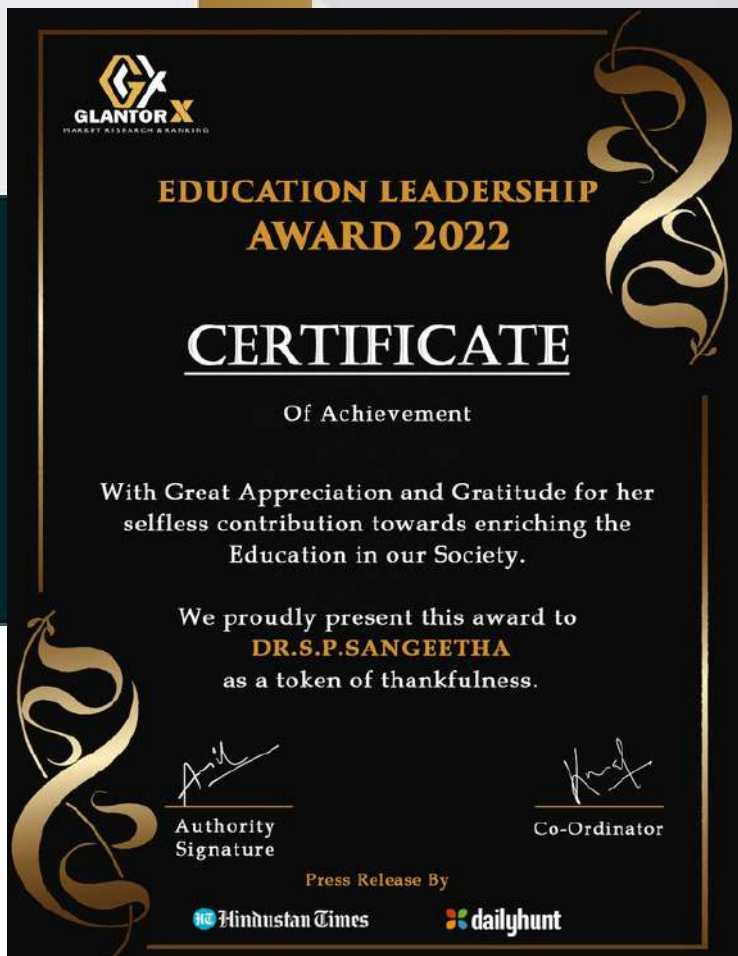 GLANTOR X
MARKET RESEARCH & RANKING
EDUCATION LEADERSHIP
AWARD 2022
CERTIFICATE
Of Achievement
With Great Appreciation and Gratitude for her
selfless contribution towards enriching the
Education in our Society.
We proudly present this award to
DR.S.P.SANGEETHA
as a token of thankfulness.
Authority
Signature
Co-Ordinator
Press Release By
HT Hindustan Times
dailyhunt